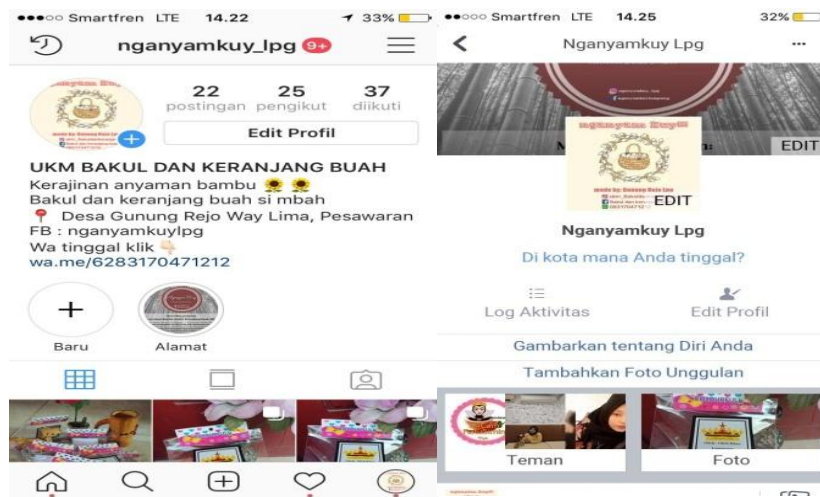 Smartfren LTE 14.22 33%
nganyamkuy_lpg 9+
22 25 37
postingan pengikut diikuti
Edit Profil
UKM BAKUL DAN KERANJANG BUAH
Kerajinan anyaman bambu
Bakul dan keranjang buah si mbah
Desa Gunung Rejo Way Lima, Pesawaran
FB : nganyamkuylpg
Wa tinggal klik
wa.me/6283170471212
Baru Alamat
Smartfren LTE 14.25 32%
Nganyamkuy Lpg
EDIT
nganyam Kuy!!!
EDIT
Nganyamkuy Lpg
Di kota mana Anda tinggal?
Log Aktivitas Edit Profil
Gambarkan tentang Diri Anda
Tambahkan Foto Unggulan
Teman Foto